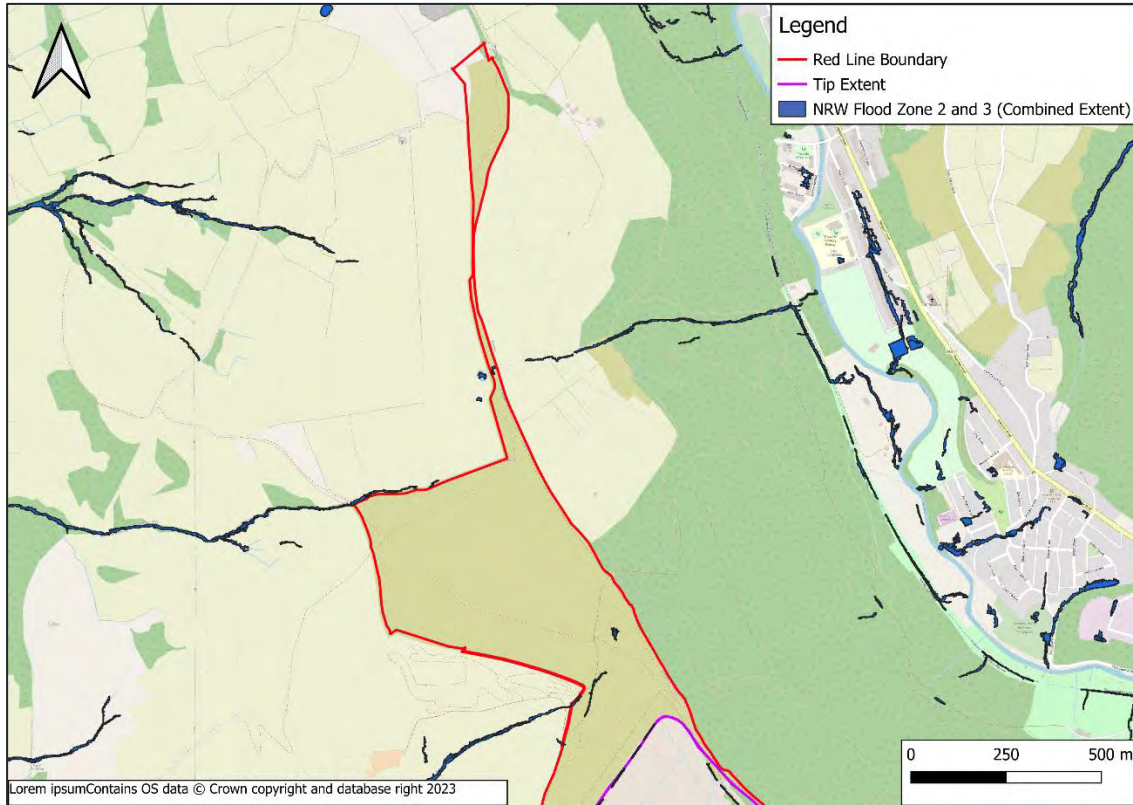 Legend
Red Line Boundary
Tip Extent
NRW Flood Zone 2 and 3 (Combined Extent)
0 250 500 m
Lorem ipsumContains OS data © Crown copyright and database right 2023